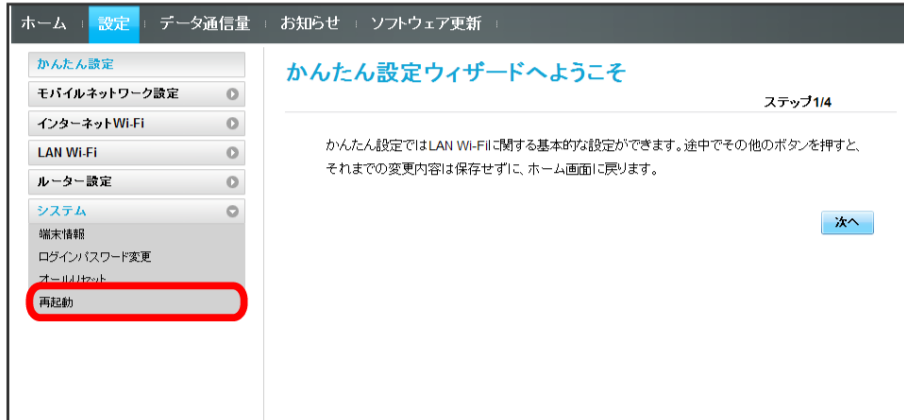 ホーム 設定 データ通信量 お知らせ ソフトウェア更新
かんたん設定
モバイルネットワーク設定
インターネットWi-Fi
LAN Wi-Fi
ルーター設定
システム
端末情報
ログインパスワード変更
オールリセット
再起動
かんたん設定ウィザードへようこそ
ステップ1/4
かんたん設定ではLAN Wi-Fiに関する基本的な設定ができます。途中でその他のボタンを押すと、
それまでの変更内容は保存せずに、ホーム画面に戻ります。
次へ